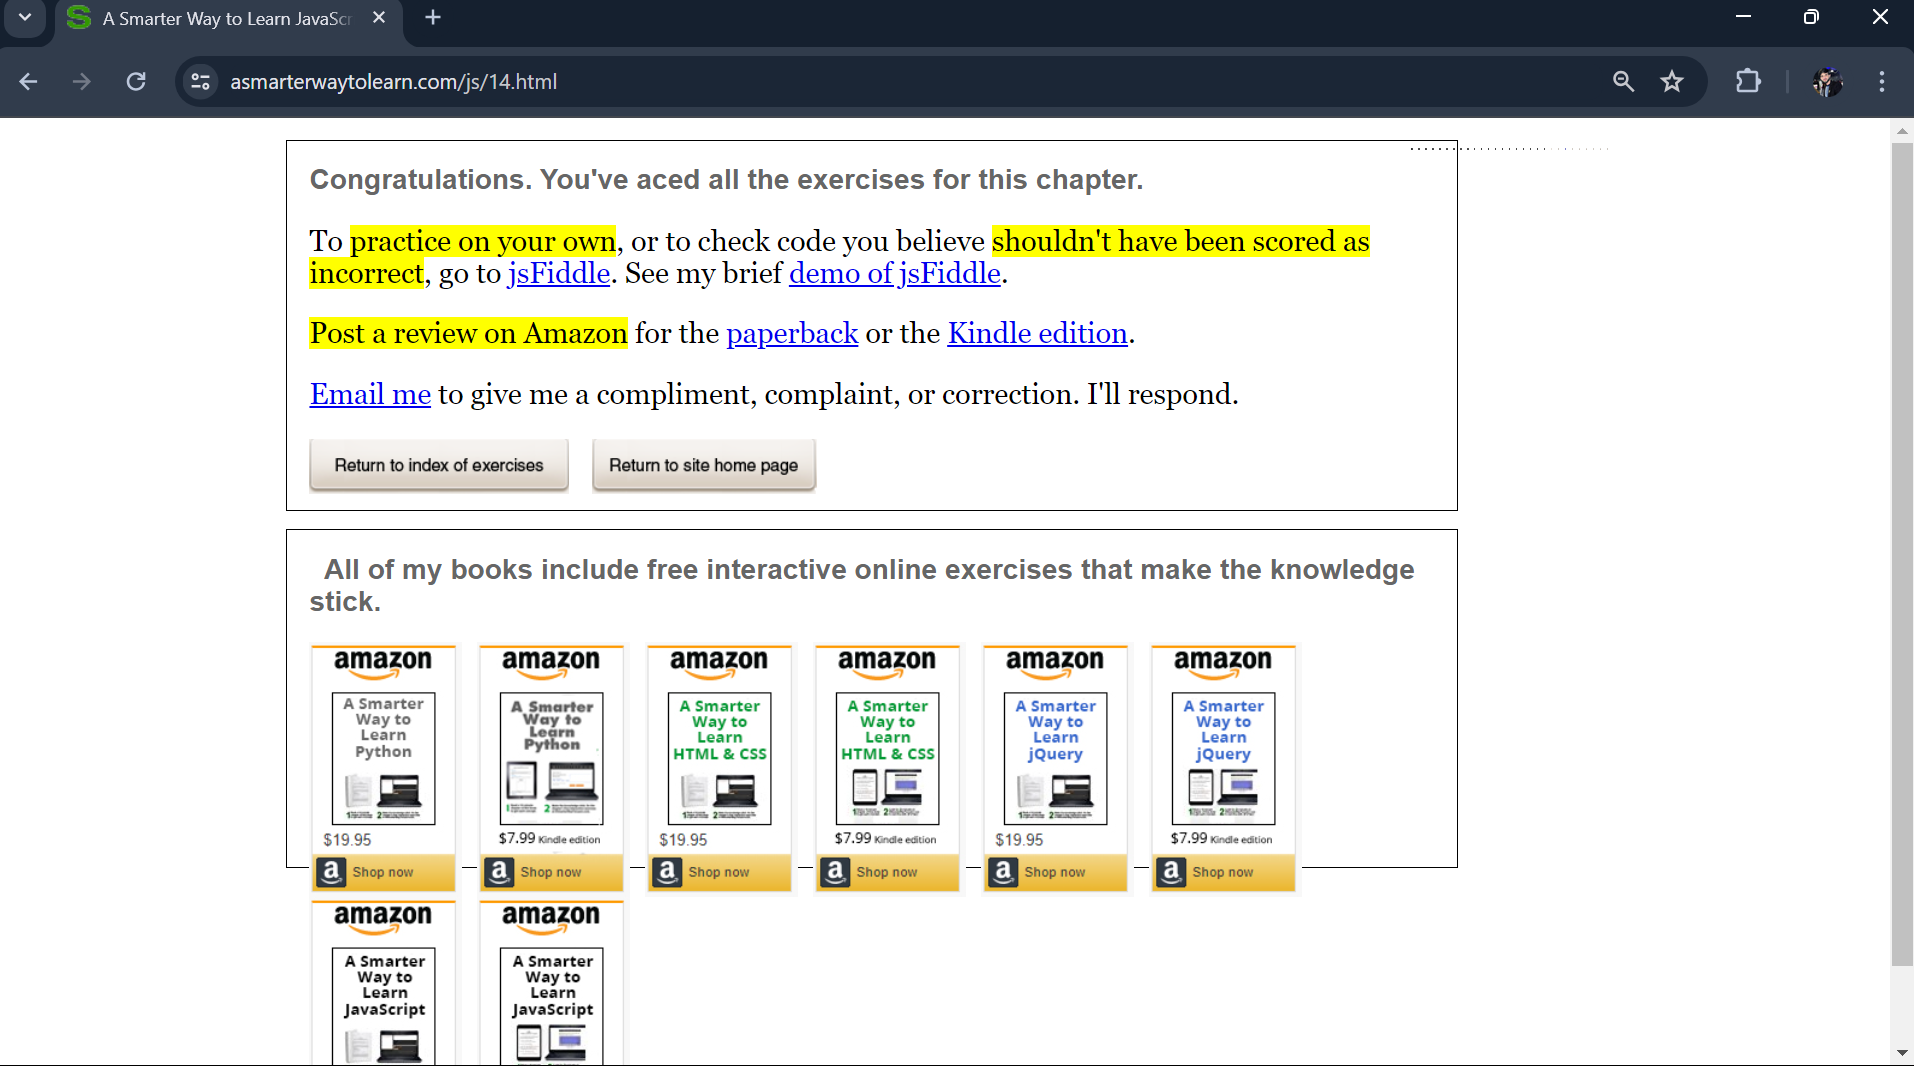 A Smarter Way to Learn JavaScr
asmarterwaytolearn.com/js/14.html
Congratulations. You've aced all the exercises for this chapter.
To practice on your own, or to check code you believe shouldn't have been scored as
incorrect, go to jsFiddle. See my brief demo of jsFiddle.
Post a review on Amazon for the paperback or the Kindle edition.
Email me to give me a compliment, complaint, or correction. I'll respond.
Return to index of exercises
Return to site home page
All of my books include free interactive online exercises that make the knowledge
stick.
amazon
A Smarter
Way to
Learn
Python
$19.95
a Shop now
amazon
A Smarter
Way to
Learn
Python
$7.99 Kindle edition
a Shop now
amazon
A Smarter
Way to
Learn
HTML & CSS
$19.95
a Shop now
amazon
A Smarter
Way to
Learn
HTML & CSS
$7.99 Kindle edition
a Shop now
amazon
A Smarter
Way to
Learn
jQuery
$19.95
a Shop now
amazon
A Smarter
Way to
Learn
jQuery
$7.99 Kindle edition
a Shop now
amazon
A Smarter
Way to
Learn
JavaScript
amazon
A Smarter
Way to
Learn
JavaScript